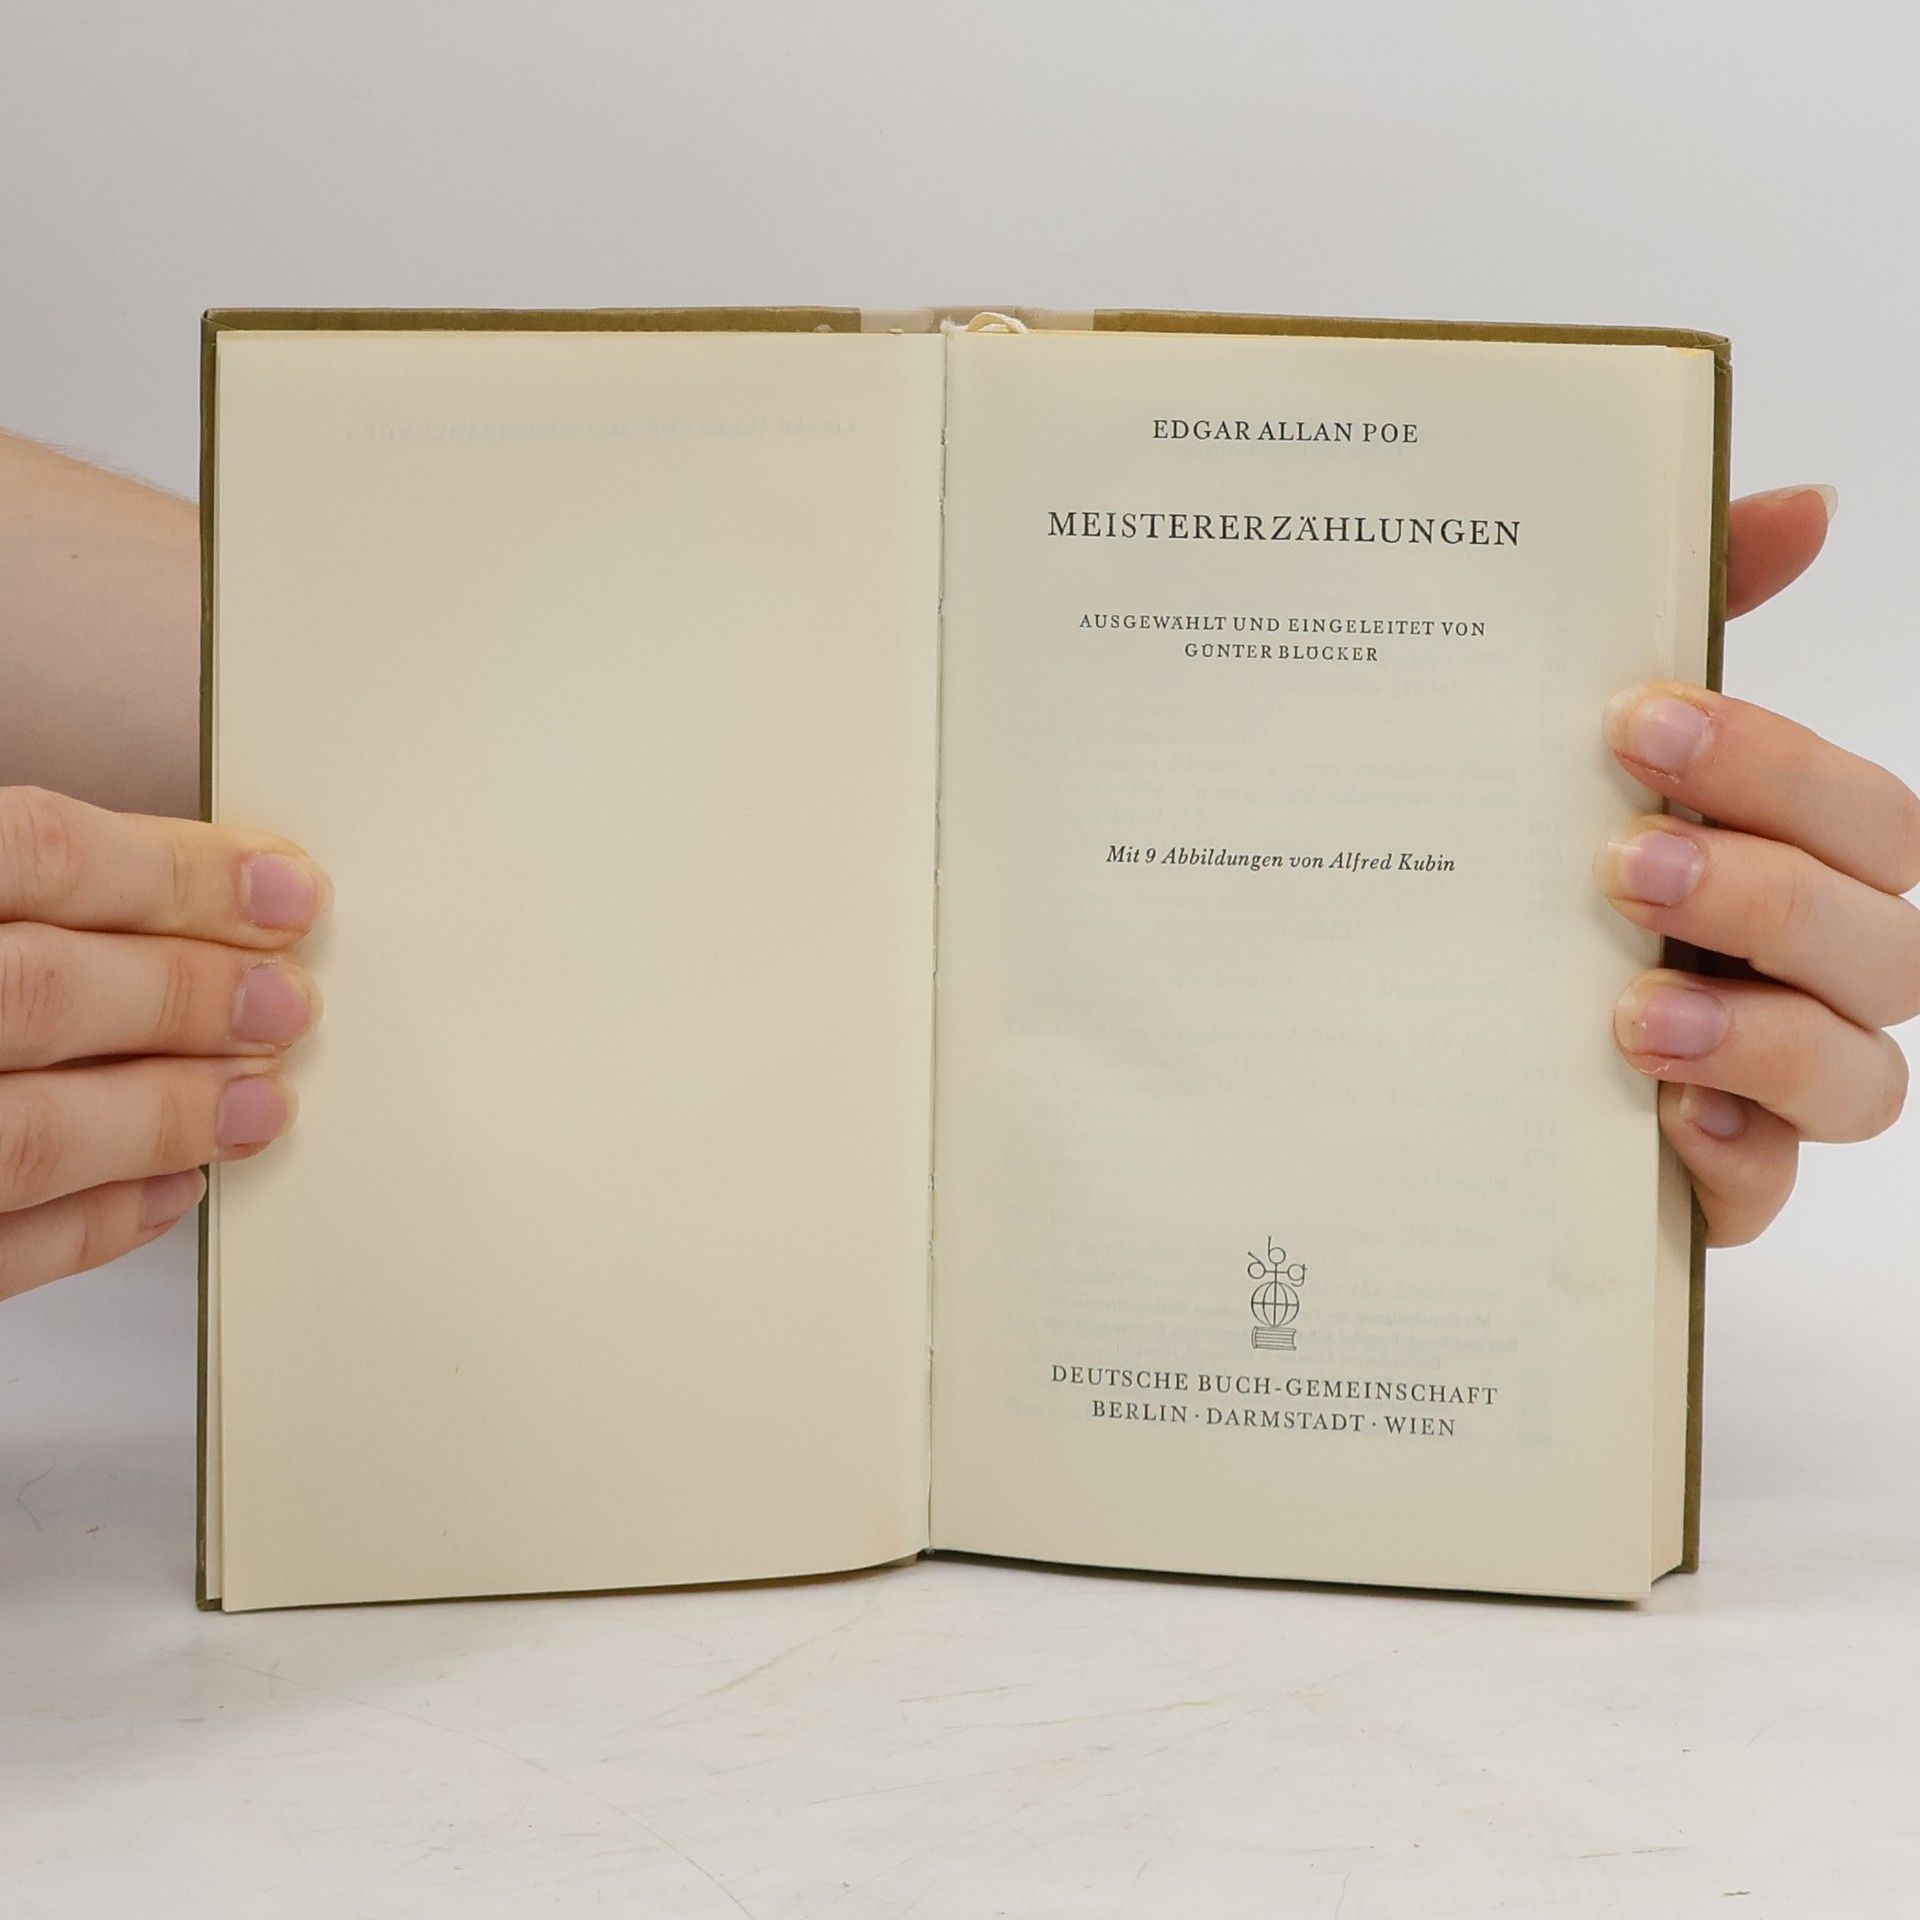 EDGAR ALLAN POE
MEISTERERZÄHLUNGEN
AUSGEWÄHLT UND EINGELEITET VON
GÜNTER BLÖCKER
Mit 9 Abbildungen von Alfred Kubin
dbg
DEUTSCHE BUCH-GEMEINSCHAFT
BERLIN · DARMSTADT · WIEN